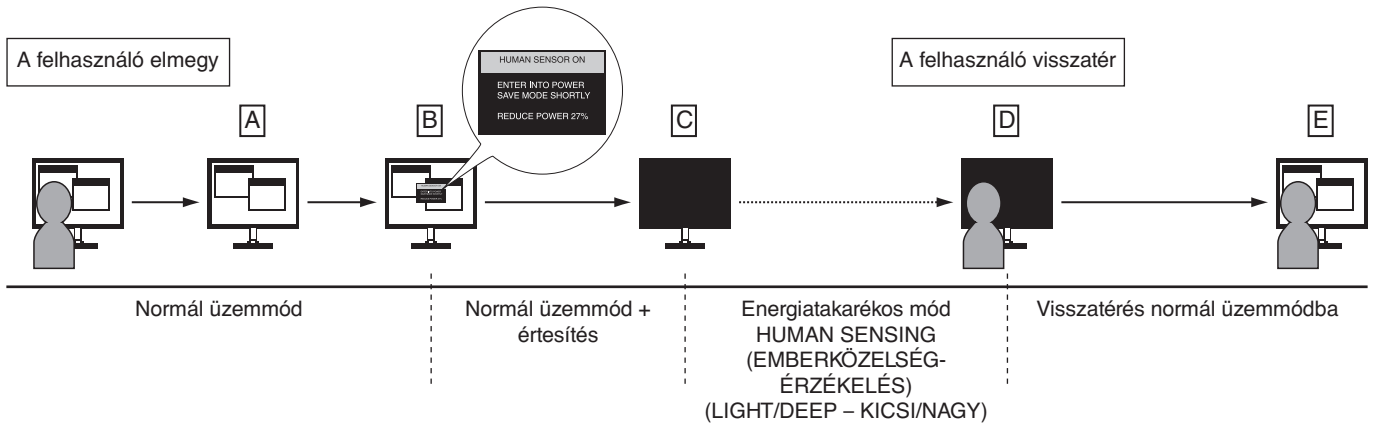 A felhasználó elmegy
A felhasználó visszatér
HUMAN SENSOR ON
ENTER INTO POWER
SAVE MODE SHORTLY
REDUCE POWER 27%
A
B
C
D
E
Normál üzemmód
Normál üzemmód +
értesítés
Energiatakarékos mód
HUMAN SENSING
(EMBERKÖZELSÉG-
ÉRZÉKELÉS)
(LIGHT/DEEP – KICSI/NAGY)
Visszatérés normál üzemmódba